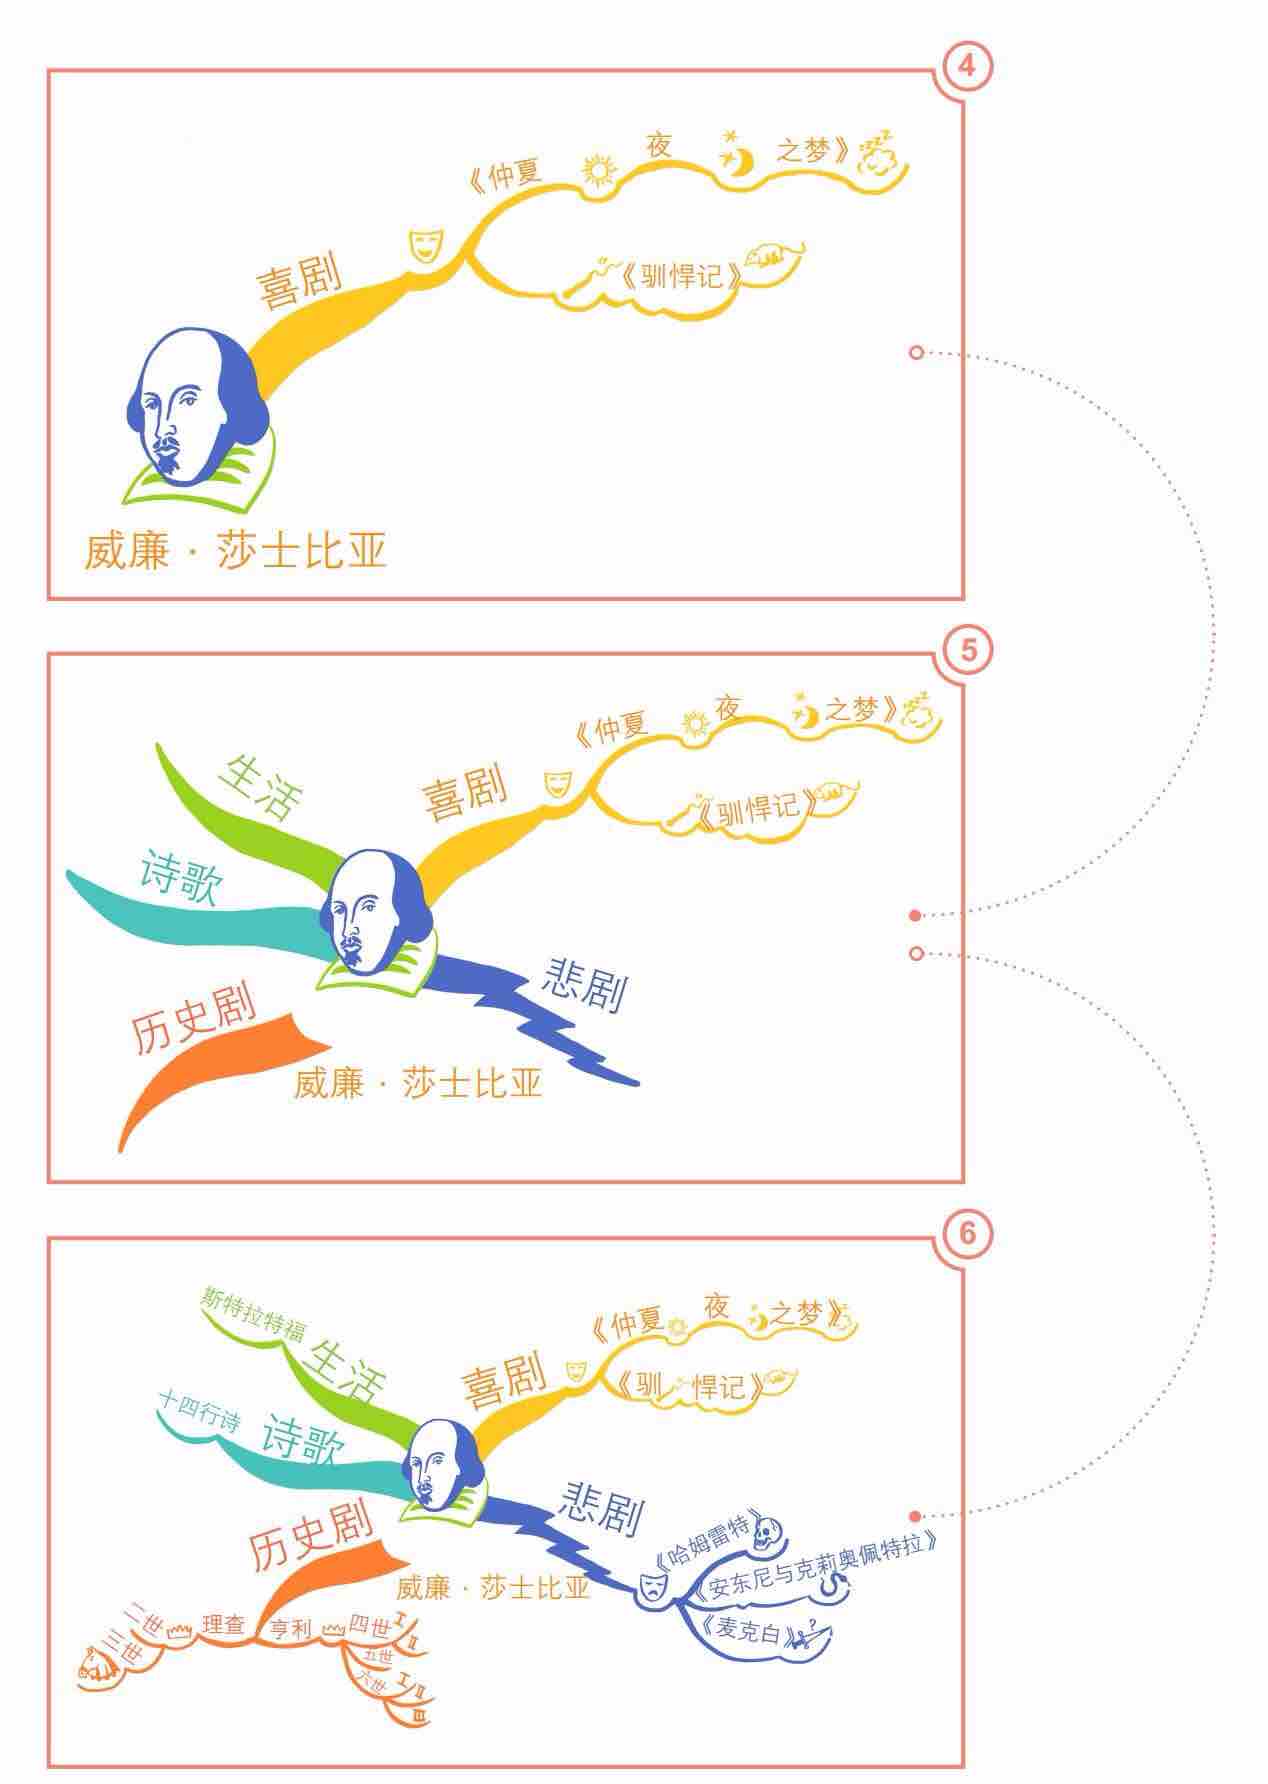 4
《仲夏 夜 之梦》
喜剧
《驯悍记》
威廉·莎士比亚
5
《仲夏 夜 之梦》
生活
喜剧
《驯悍记》
诗歌
悲剧
历史剧
威廉·莎士比亚
6
斯特拉特福
生活
《仲夏 夜 之梦》
喜剧
《驯 悍记》
十四行诗
诗歌
悲剧
历史剧
《哈姆雷特》
《安东尼与克莉奥佩特拉》
威廉·莎士比亚
《麦克白》
二世
三世
理查
亨利
四世
I
II
五世
六世
I/II
III